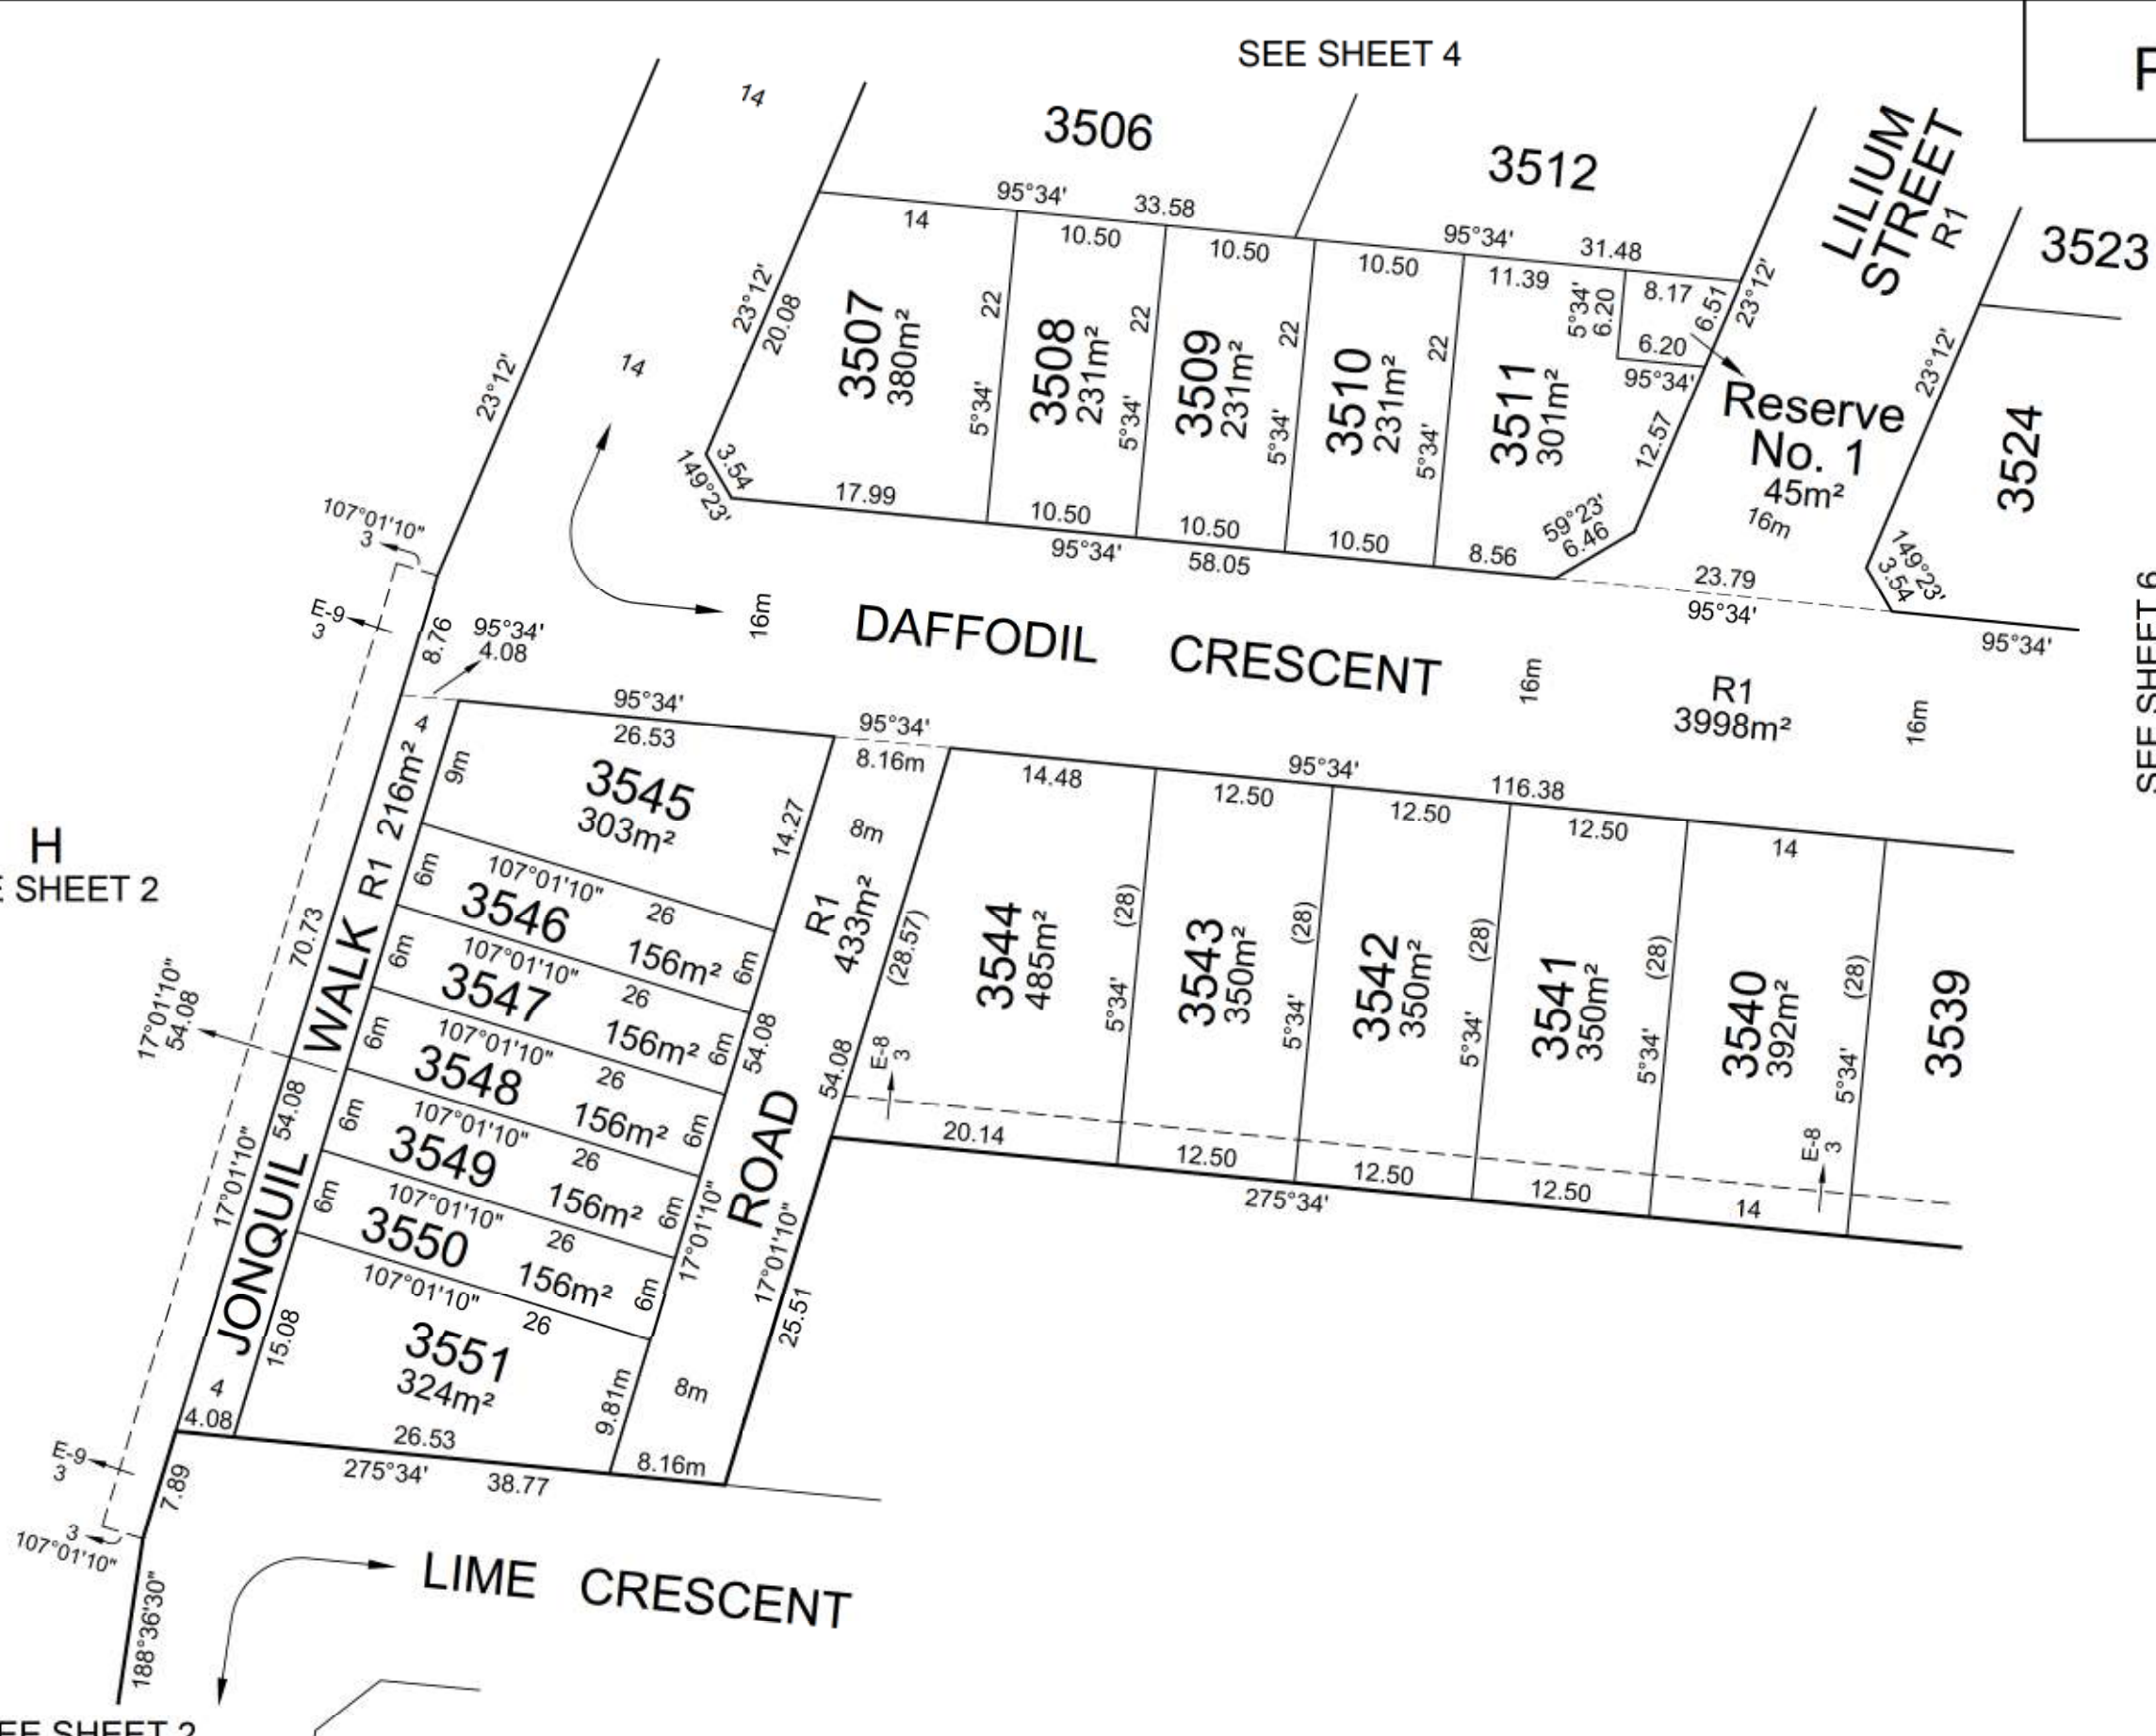 SEE SHEET 4
F
14
3506
3512
LILIUM
STREET
R1
3523
95°34'
33.58
95°34'
31.48
14
10.50
10.50
10.50
11.39
8.17
6.51
23°12'
23°12'
20.08
3507
380m²
22
5°34'
3508
231m²
22
5°34'
3509
231m²
22
5°34'
3510
231m²
22
5°34'
3511
301m²
5°34'
6.20
6.20
95°34'
12.57
Reserve
No. 1
45m²
16m
23°12'
3524
14
23°12'
3.54
149°23'
17.99
10.50
10.50
10.50
8.56
59°23'
6.46
95°34'
58.05
23.79
95°34'
149°23'
3.54
95°34'
SEE SHEET 6
107°01'10"
3
E-9
3
8.76
95°34'
4.08
16m
DAFFODIL CRESCENT
16m
R1
3998m²
16m
95°34'
26.53
95°34'
8.16m
95°34'
116.38
14.48
12.50
12.50
12.50
14
4
9m
3545
303m²
14.27
8m
H
E SHEET 2
JONQUIL WALK R1 216m²
6m
107°01'10"
26
3546
156m²
6m
6m
107°01'10"
26
3547
156m²
6m
6m
107°01'10"
26
3548
156m²
6m
6m
107°01'10"
26
3549
156m²
6m
6m
107°01'10"
26
3550
156m²
6m
107°01'10"
26
3551
324m²
15.08
9.81m
70.73
17°01'10"
54.08
17°01'10"
54.08
R1
433m²
(28.57)
54.08
54.08
ROAD
17°01'10"
17°01'10"
25.51
8m
3544
485m²
(28)
5°34'
3543
350m²
(28)
5°34'
3542
350m²
(28)
5°34'
3541
350m²
(28)
5°34'
3540
392m²
(28)
5°34'
3539
E-8
3
E-8
3
20.14
12.50
12.50
12.50
14
275°34'
4
4.08
26.53
8.16m
275°34'
38.77
E-9
3
7.89
3
107°01'10"
188°36'30"
LIME CRESCENT
EE SHEET 2